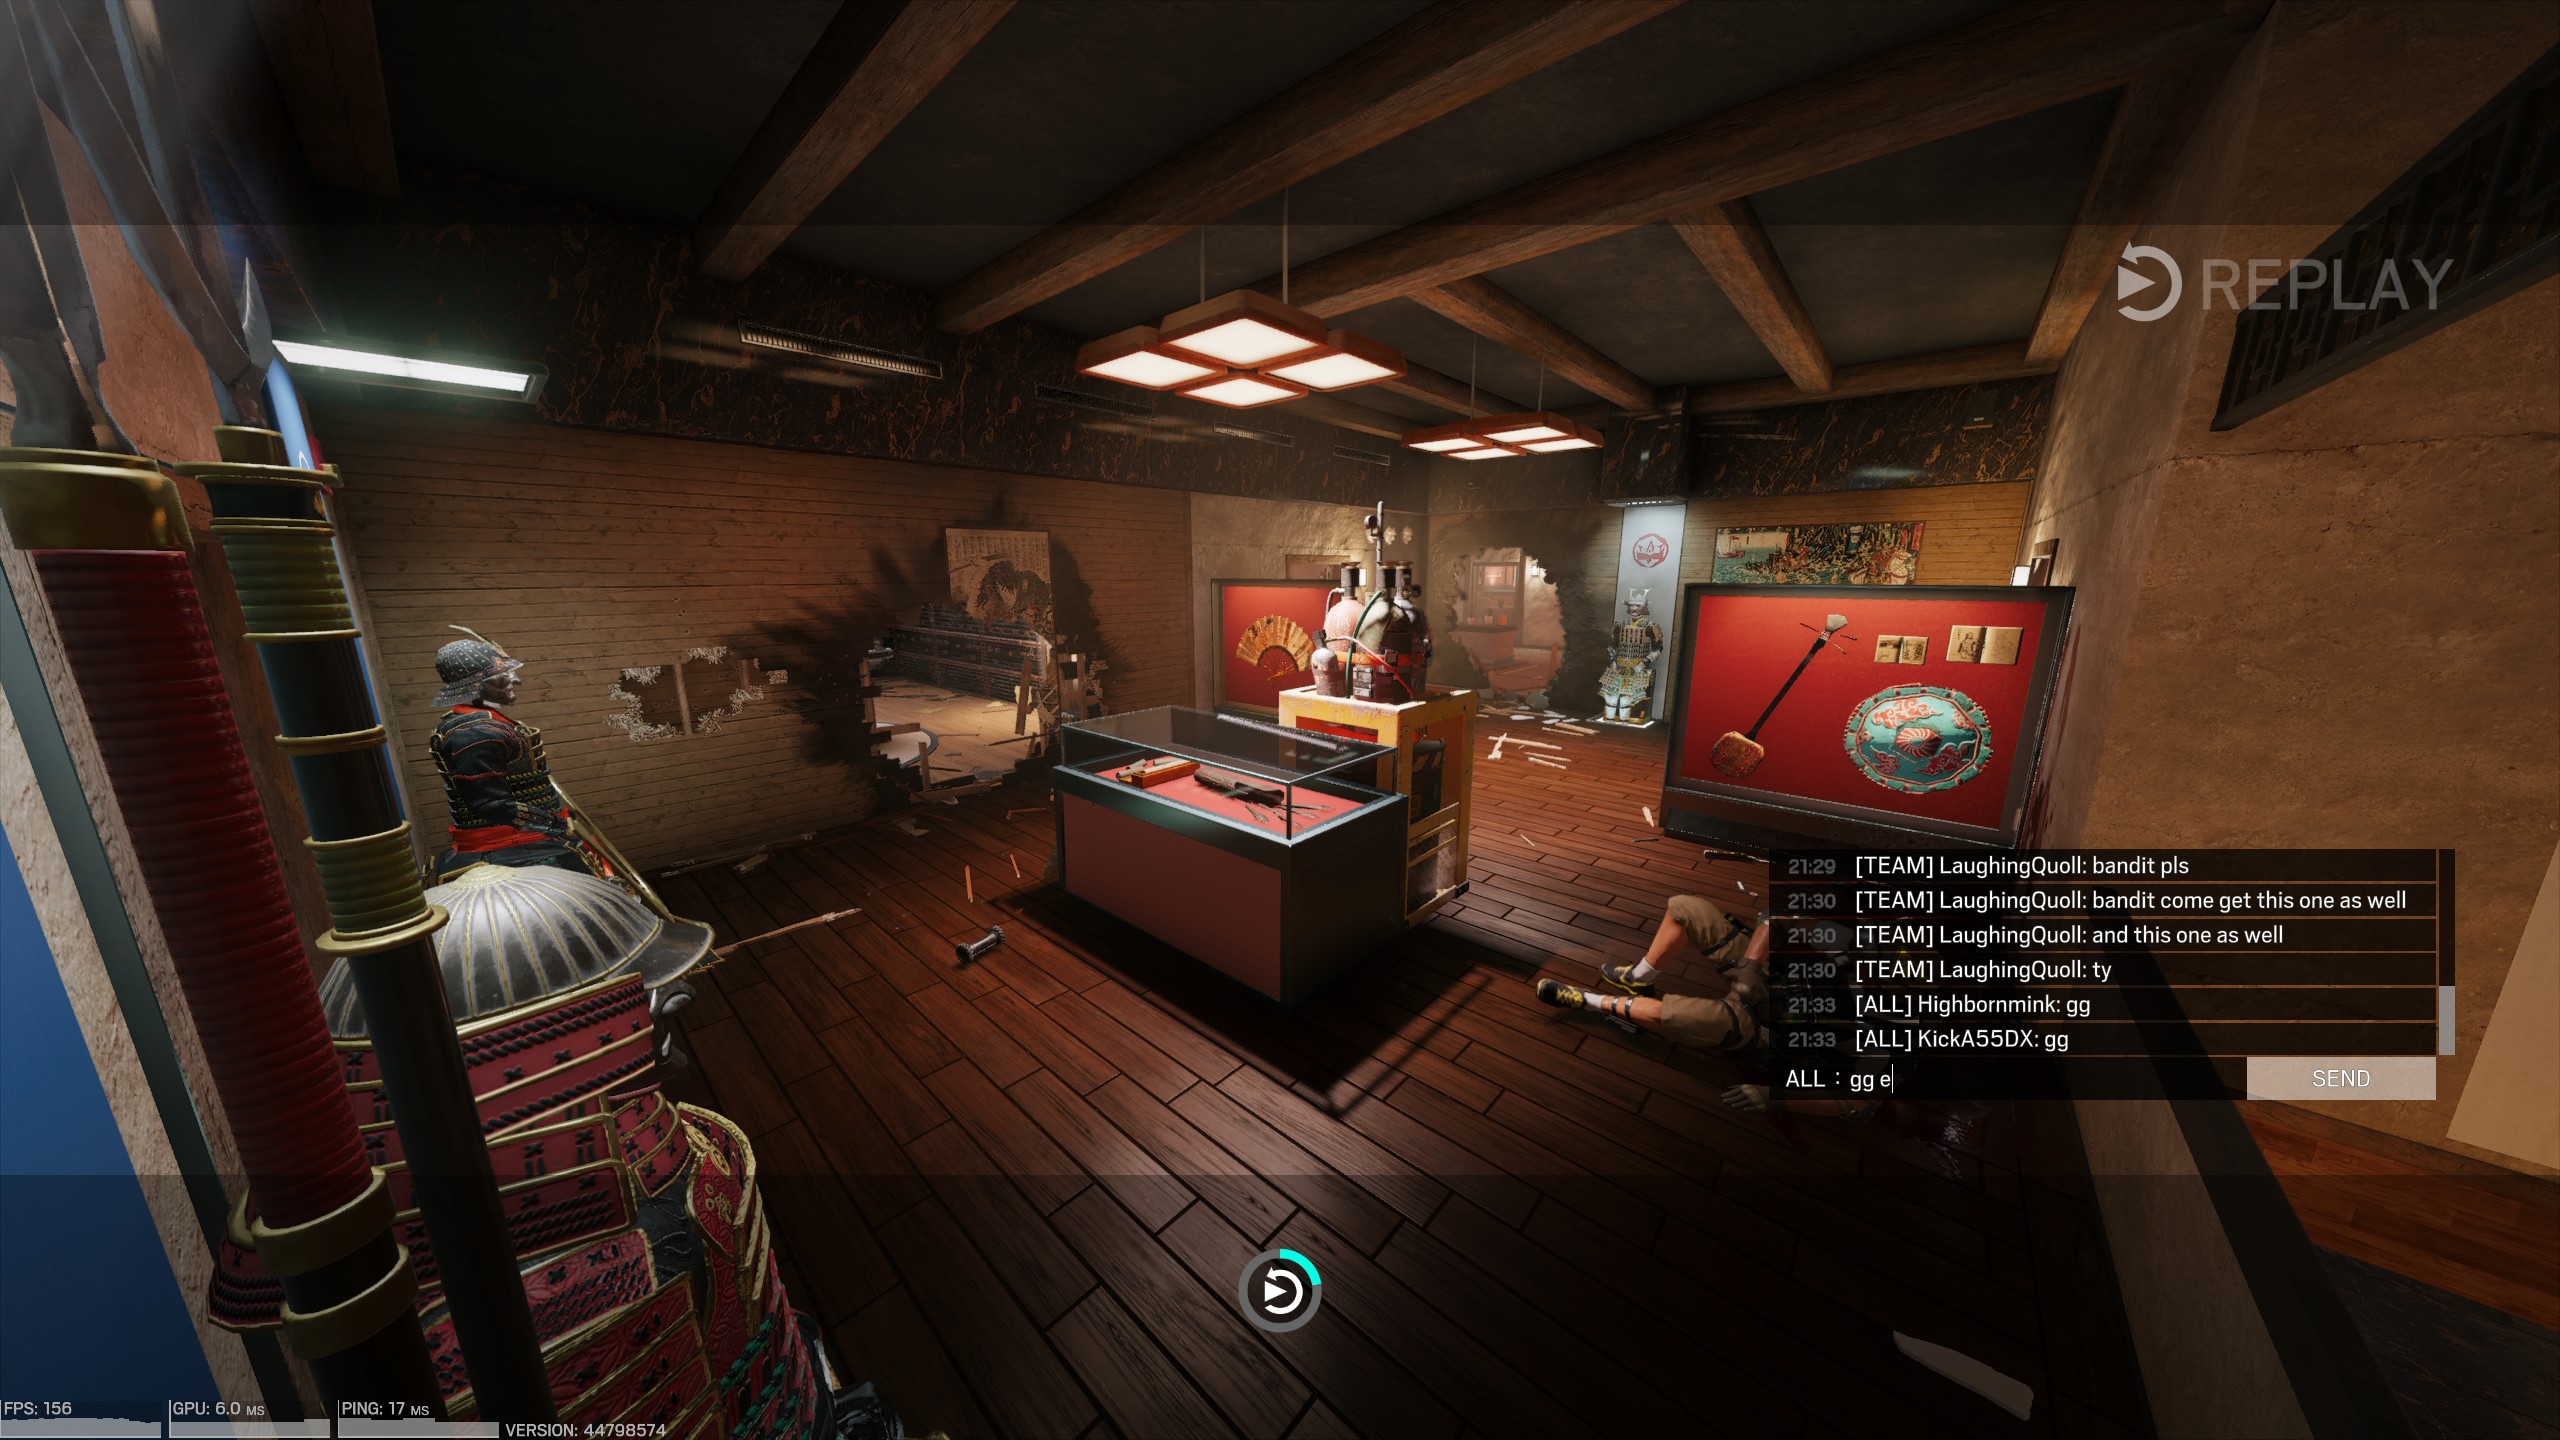 REPLAY
21:29 [TEAM] LaughingQuoll: bandit pls
21:30 [TEAM] LaughingQuoll: bandit come get this one as well
21:30 [TEAM] LaughingQuoll: and this one as well
21:30 [TEAM] LaughingQuoll: ty
21:33 [ALL] Highbornmink: gg
21:33 [ALL] KickA55DX: gg
ALL : gg e
SEND
FPS: 156
GPU: 6.0 MS
PING: 17 MS
VERSION: 44798574